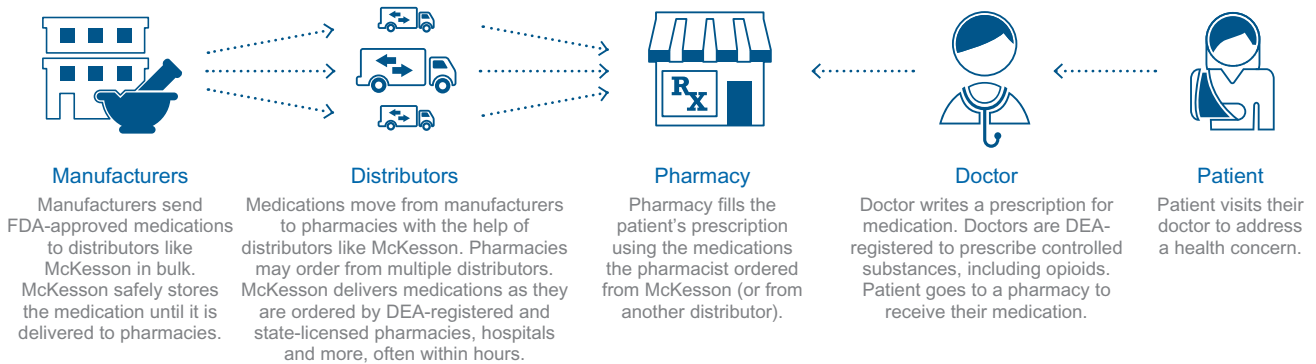 RX
Manufacturers
Manufacturers send
FDA-approved medications
to distributors like
McKesson in bulk.
McKesson safely stores
the medication until it is
delivered to pharmacies.
Distributors
Medications move from manufacturers
to pharmacies with the help of
distributors like McKesson. Pharmacies
may order from multiple distributors.
McKesson delivers medications as they
are ordered by DEA-registered and
state-licensed pharmacies, hospitals
and more, often within hours.
Pharmacy
Pharmacy fills the
patient’s prescription
using the medications
the pharmacist ordered
from McKesson (or from
another distributor).
Doctor
Doctor writes a prescription for
medication. Doctors are DEA-
registered to prescribe controlled
substances, including opioids.
Patient goes to a pharmacy to
receive their medication.
Patient
Patient visits their
doctor to address
a health concern.